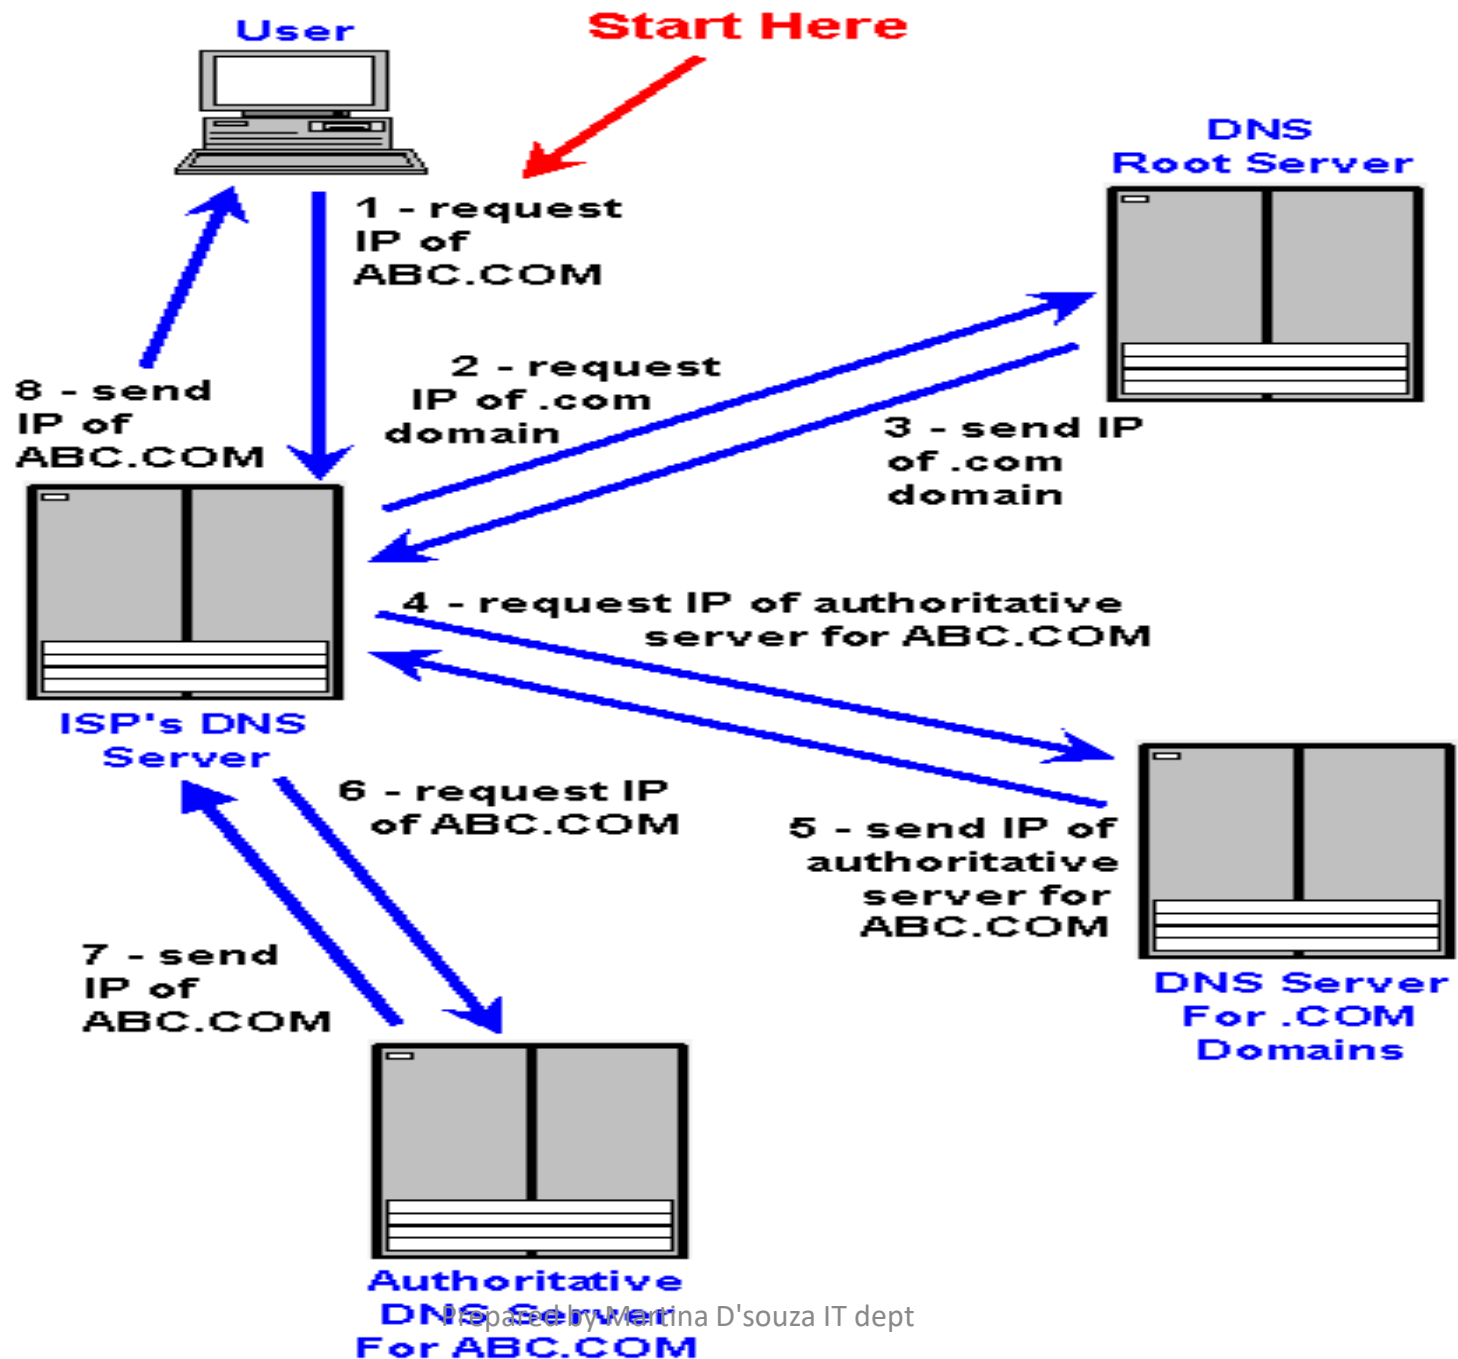 User
Start Here
DNS
Root Server
1 - request
IP of
ABC.COM
2 - request
IP of .com
domain
8 - send
IP of
ABC.COM
3 - send IP
of .com
domain
4 - request IP of authoritative
server for ABC.COM
ISP's DNS
Server
6 - request IP
of ABC.COM
5 - send IP of
authoritative
server for
ABC.COM
7 - send
IP of
ABC.COM
DNS Server
For .COM
Domains
Authoritative
DNS Server
Prepared by Martina D'souza IT dept
For ABC.COM